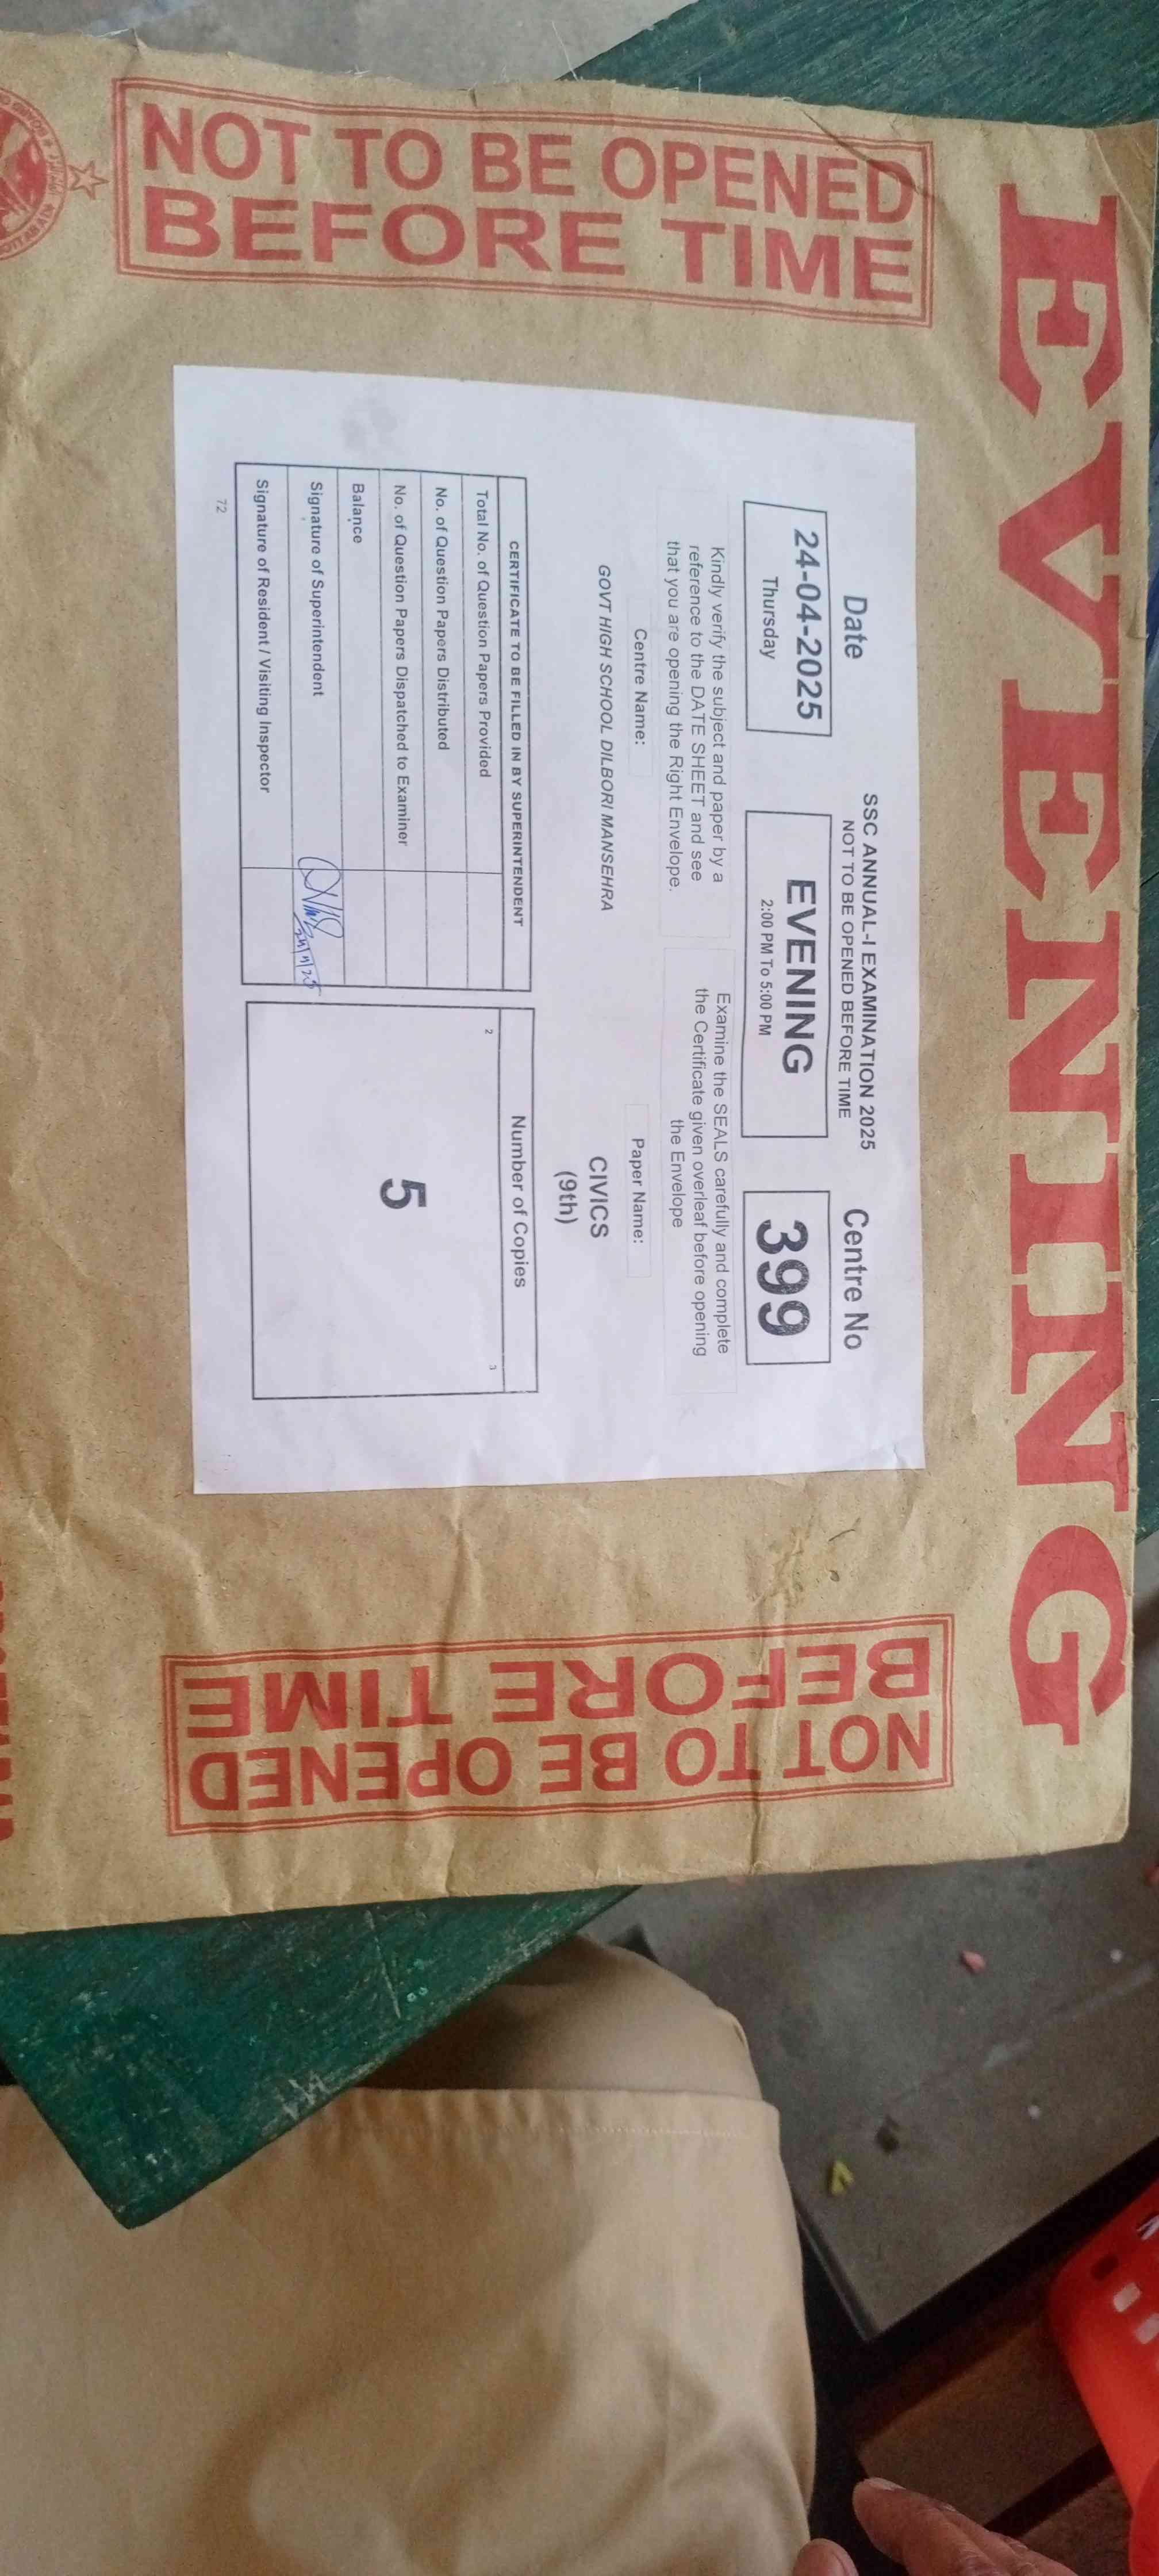 EVENING
NOT TO BE OPENED
BEFORE TIME
SSC ANNUAL-I EXAMINATION 2025
NOT TO BE OPENED BEFORE TIME
Date
Centre No
24-04-2025
Thursday
EVENING
2:00 PM To 5:00 PM
399
Kindly verify the subject and paper by a
reference to the DATE SHEET and see
that you are opening the Right Envelope.
Examine the SEALS carefully and complete
the Certificate given overleaf before opening
the Envelope
Centre Name:
Paper Name:
GOVT HIGH SCHOOL DILBORI MANSEHRA
CIVICS
(9th)
CERTIFICATE TO BE FILLED IN BY SUPERINTENDENT
Total No. of Question Papers Provided
No. of Question Papers Distributed
No. of Question Papers Dispatched to Examiner
Balance
Signature of Superintendent
24/4/25
Signature of Resident / Visiting Inspector
Number of Copies
2
3
5
72
NOT TO BE OPENED
BEFORE TIME